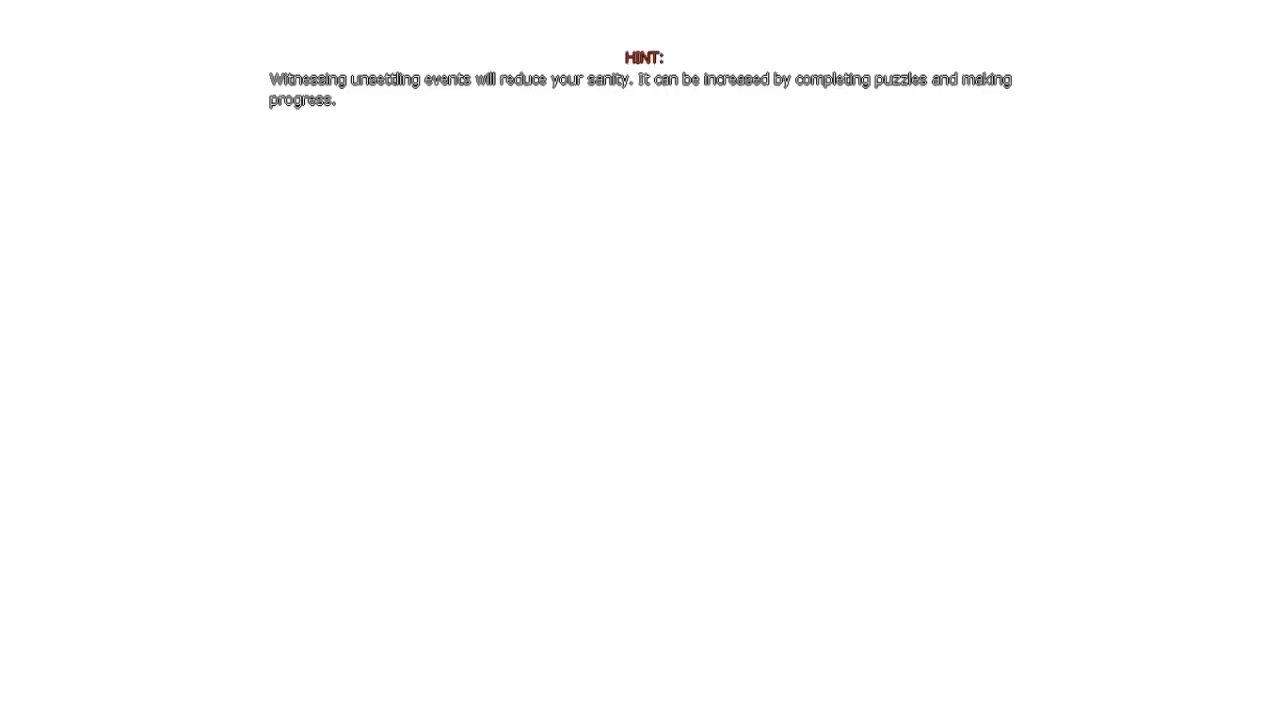 HINT:
Witnessing unsettling events will reduce your sanity. It can be increased by completing puzzles and making
progress.